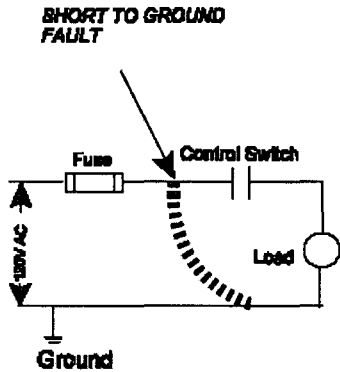 SHORT TO GROUND
FAULT
Fuse
Control Switch
120V AC
Load
Ground